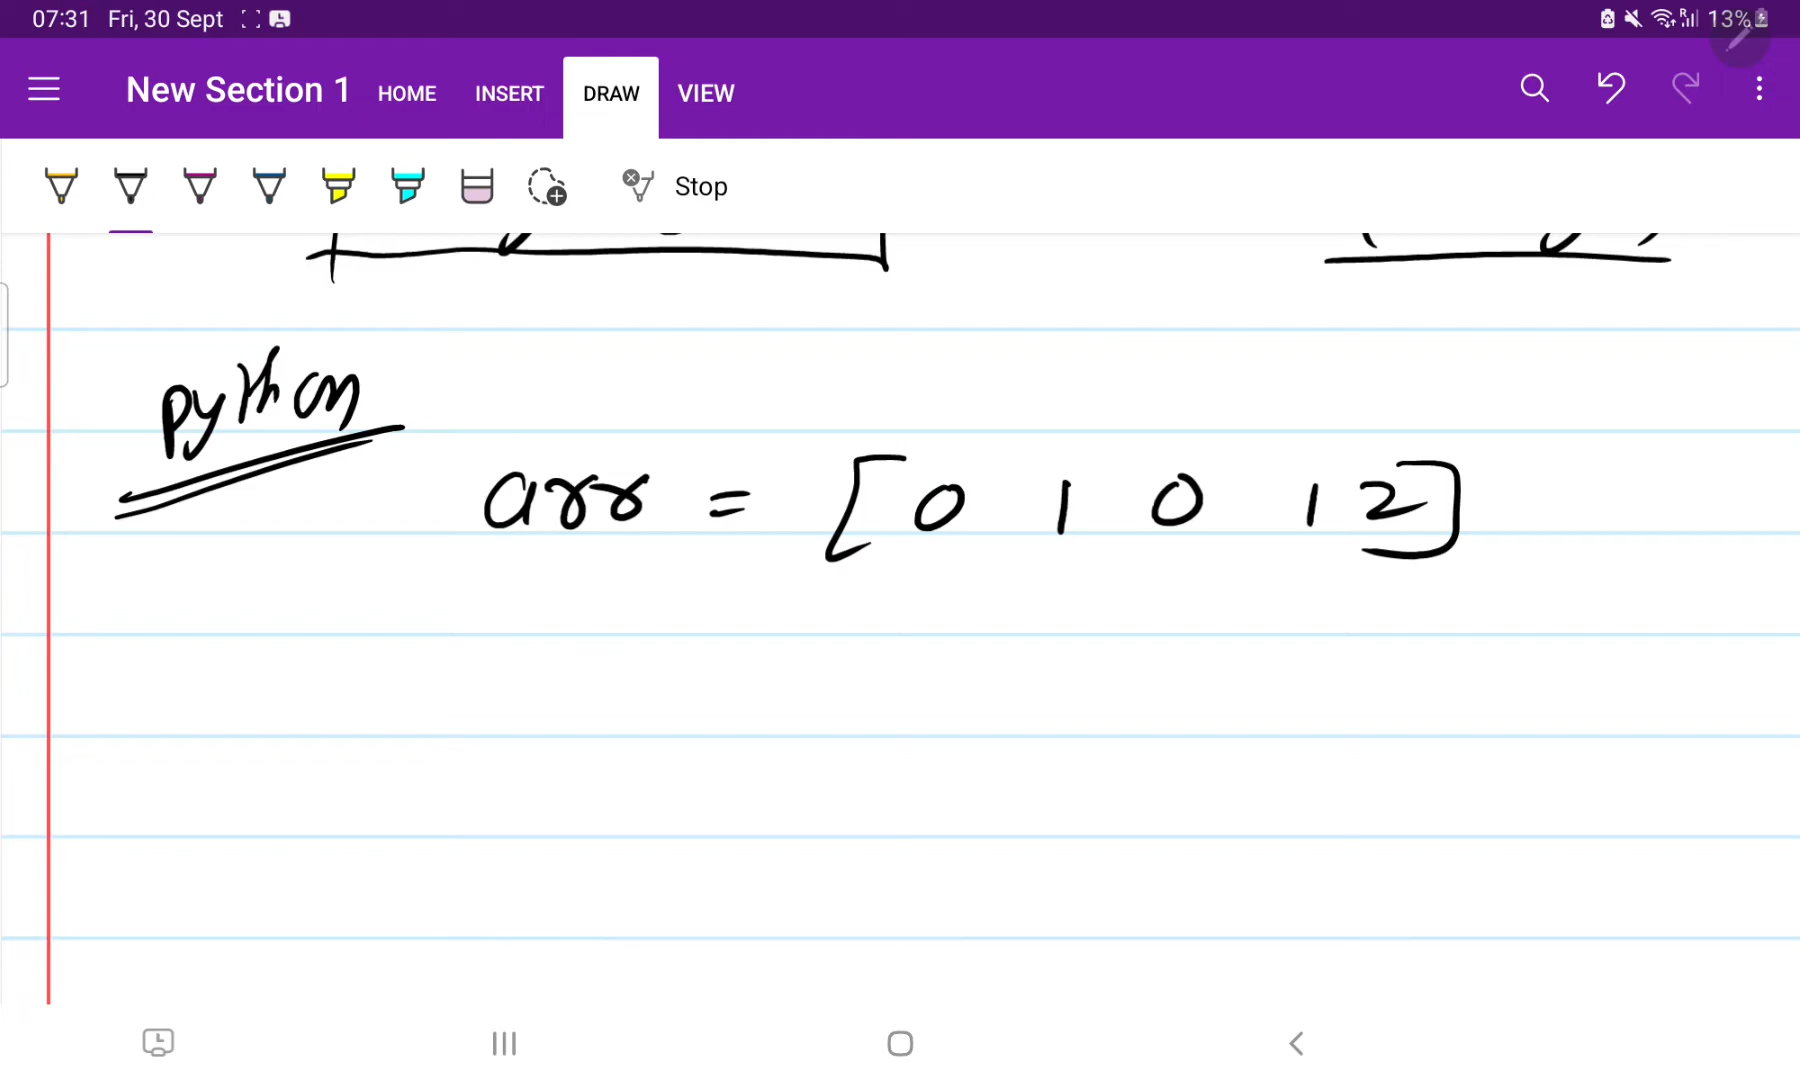 07:31 Fri, 30 Sept 13%
New Section 1 HOME INSERT DRAW VIEW
Stop
python
arr = [ 0 1 0 1 2 ]